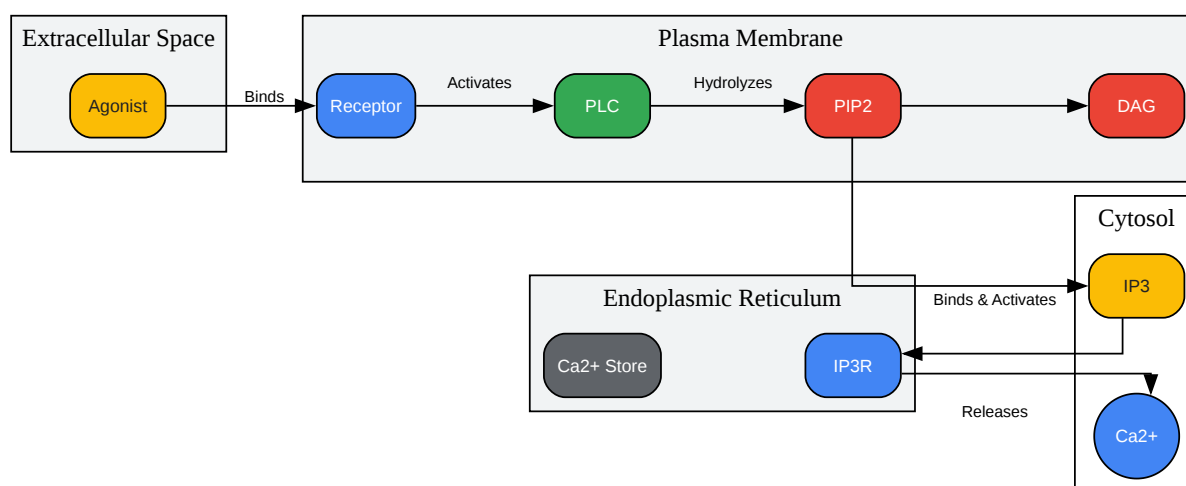 Extracellular Space
Plasma Membrane
Agonist
Binds
Receptor
Activates
PLC
Hydrolyzes
PIP2
DAG
Cytosol
IP3
Binds & Activates
Endoplasmic Reticulum
Ca2+ Store
IP3R
Releases
Ca2+